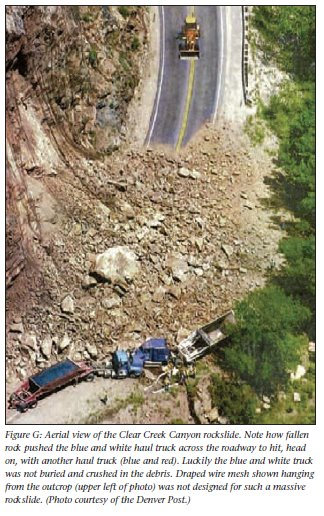 Figure G: Aerial view of the Clear Creek Canyon rockslide. Note how fallen
rock pushed the blue and white haul truck across the roadway to hit, head
on, with another haul truck (blue and red). Luckily the blue and white truck
was not buried and crushed in the debris. Draped wire mesh shown hanging
from the outcrop (upper left of photo) was not designed for such a massive
rockslide. (Photo courtesy of the Denver Post.)